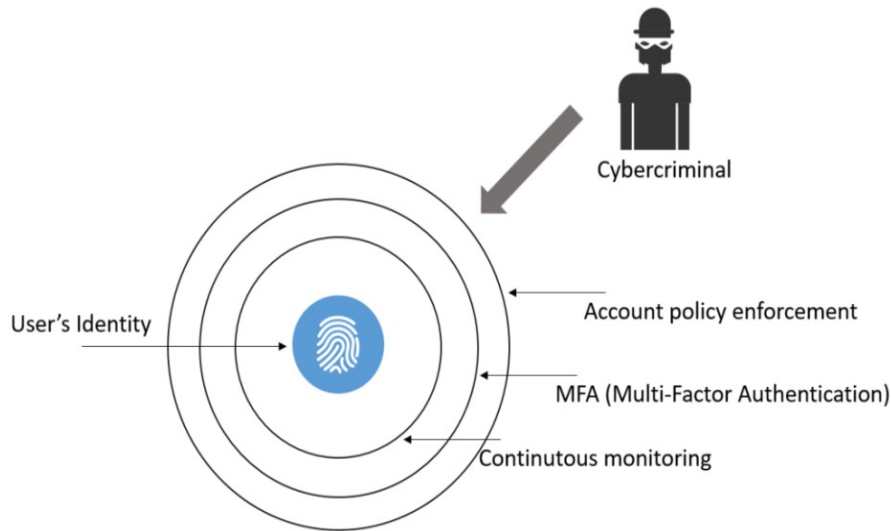 Cybercriminal
Account policy enforcement
User’s Identity
MFA (Multi-Factor Authentication)
Continutous monitoring